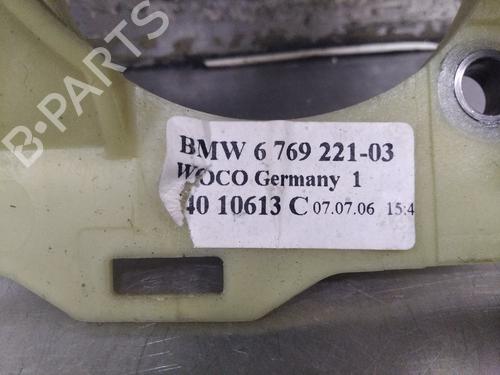 B-PARTS
BMW 6 769 221-03
WOCO Germany 1
40 10613 C 07.07.06 15:4